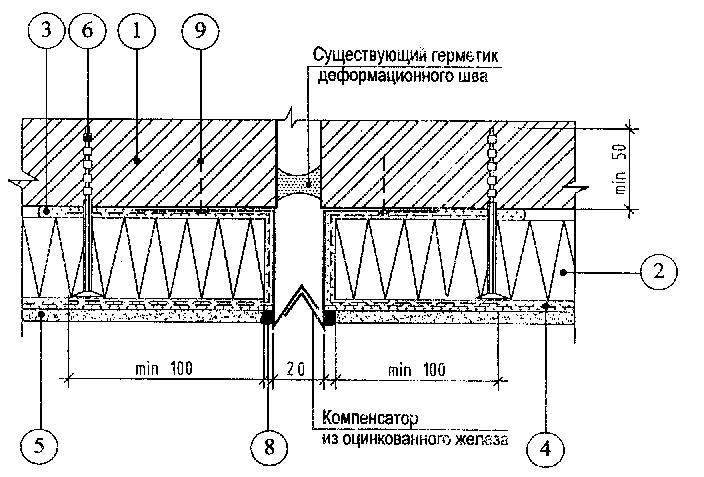 3 6 1 9
Существующий герметик
деформационного шва
min 50
2
min 100 20 min 100
Компенсатор
из оцинкованного железа
5 8 4